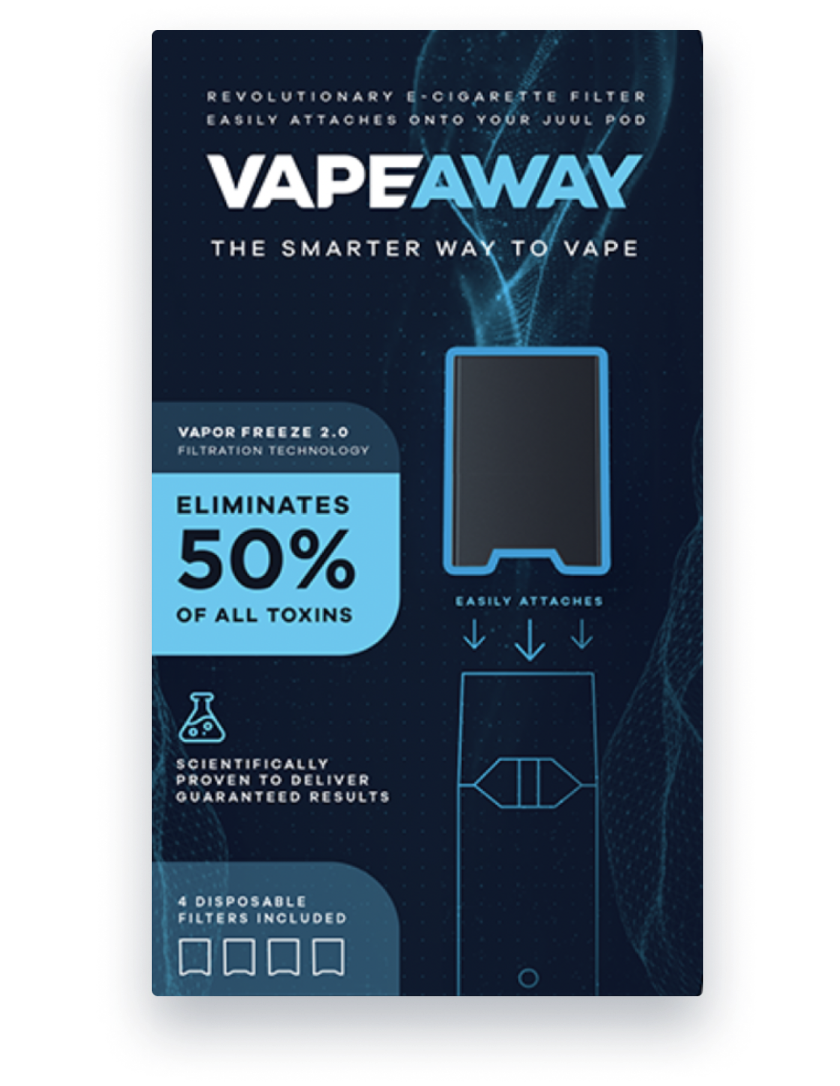 REVOLUTIONARY E-CIGARETTE FILTER
EASILY ATTACHES ONTO YOUR JUUL POD
VAPEAWAY
THE SMARTER WAY TO VAPE
VAPOR FREEZE 2.0
FILTRATION TECHNOLOGY
ELIMINATES
50%
OF ALL TOXINS
EASILY ATTACHES
SCIENTIFICALLY
PROVEN TO DELIVER
GUARANTEED RESULTS
4 DISPOSABLE
FILTERS INCLUDED